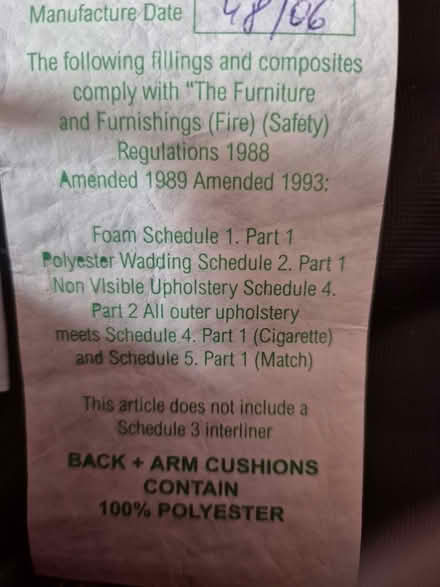 Manufacture Date 48/06
The following fillings and composites
comply with "The Furniture
and Furnishings (Fire) (Safety)
Regulations 1988
Amended 1989 Amended 1993:
Foam Schedule 1. Part 1
Polyester Wadding Schedule 2. Part 1
Non VIsible Upholstery Schedule 4.
Part 2 All outer upholstery
meets Schedule 4. Part 1 (Cigarette)
and Schedule 5. Part 1 (Match)
This article does not include a
Schedule 3 interliner
BACK + ARM CUSHIONS
CONTAIN
100% POLYESTER